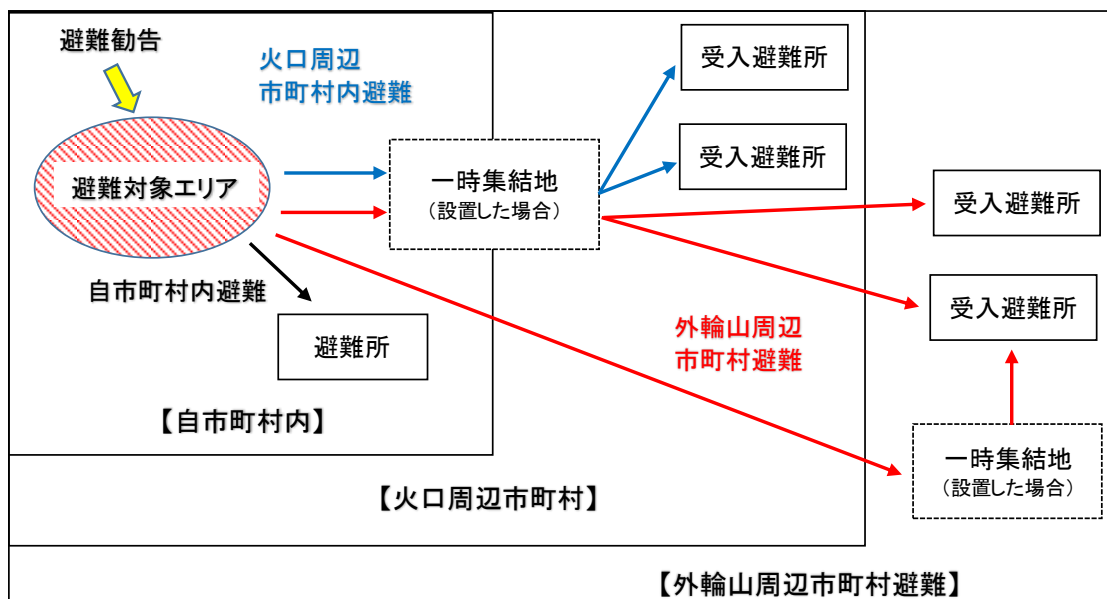 避難勧告
火口周辺
市町村内避難
受入避難所
受入避難所
避難対象エリア
一時集結地
（設置した場合）
受入避難所
自市町村内避難
受入避難所
避難所
外輪山周辺
市町村避難
【自市町村内】
一時集結地
（設置した場合）
【火口周辺市町村】
【外輪山周辺市町村避難】